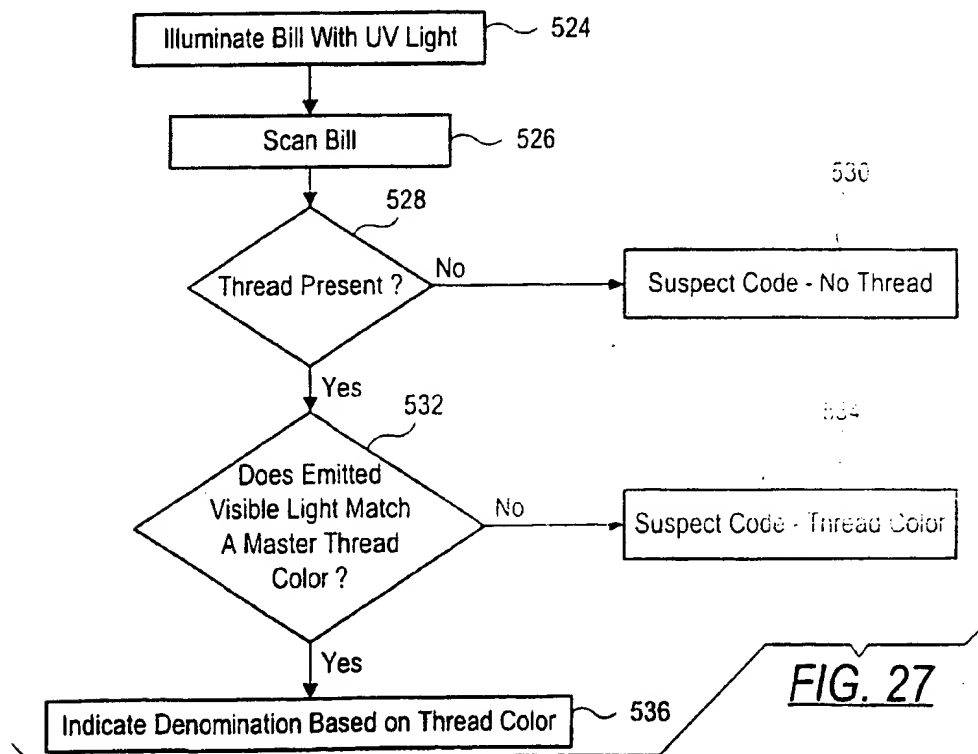 Illuminate Bill With UV Light
524
Scan Bill
526
528
530
Thread Present ?
No
Suspect Code - No Thread
Yes
532
534
Does Emitted
Visible Light Match
A Master Thread
Color ?
No
Suspect Code - Thread Color
Yes
Indicate Denomination Based on Thread Color
536
FIG. 27